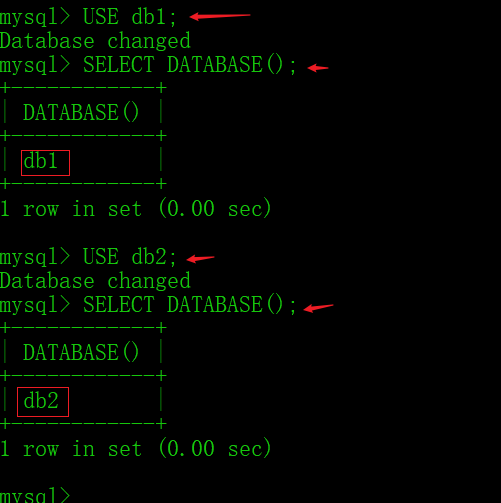 mysql> USE db1;
Database changed
mysql> SELECT DATABASE();
+------------+
| DATABASE() |
+------------+
| db1        |
+------------+
1 row in set (0.00 sec)

mysql> USE db2;
Database changed
mysql> SELECT DATABASE();
+------------+
| DATABASE() |
+------------+
| db2        |
+------------+
1 row in set (0.00 sec)

mysql>